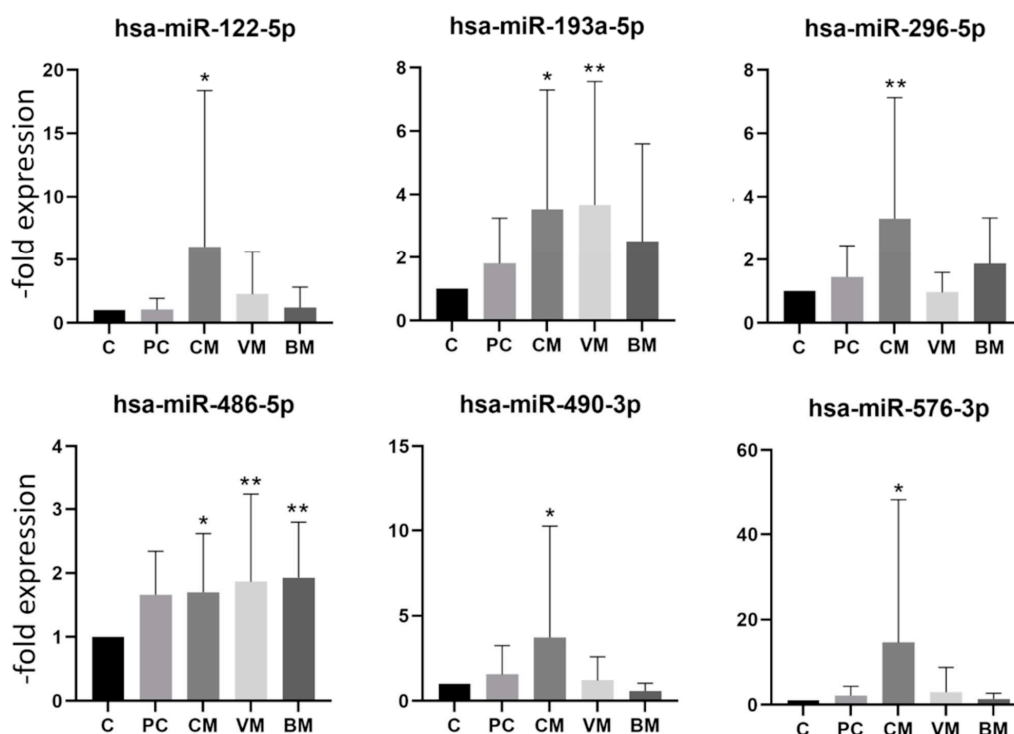 hsa-miR-122-5p
-fold expression
20
15
10
5
0
*
C PC CM VM BM
hsa-miR-193a-5p
8
6
4
2
0
* **
C PC CM VM BM
hsa-miR-296-5p
8
6
4
2
0
**
C PC CM VM BM
hsa-miR-486-5p
-fold expression
4
3
2
1
0
* ** **
C PC CM VM BM
hsa-miR-490-3p
15
10
5
0
*
C PC CM VM BM
hsa-miR-576-3p
60
40
20
0
*
C PC CM VM BM